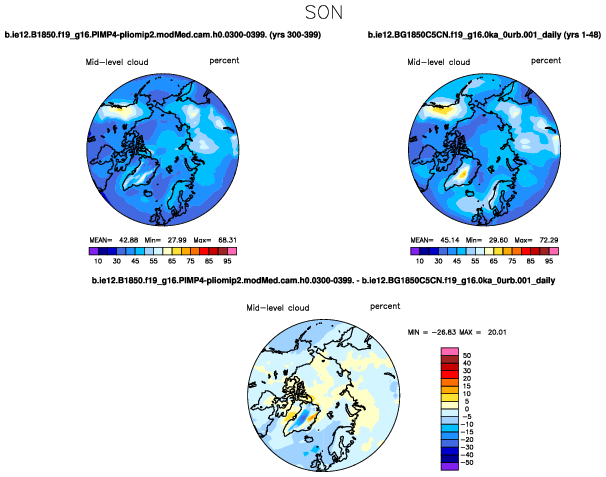 SON
b.ie12.B1850.f19_g16.PIMP4-pliomip2.modMed.cam.h0.0300-0399. (yrs 300-399)
b.ie12.BG1850C5CN.f19_g16.0ka_0urb.001_daily (yrs 1-48)
Mid-level cloud percent
Mid-level cloud percent
MEAN= 42.88 Min= 27.99 Max= 68.31
MEAN= 45.14 Min= 29.60 Max= 72.29
10 30 45 55 65 75 85 95
10 30 45 55 65 75 85 95
b.ie12.B1850.f19_g16.PIMP4-pliomip2.modMed.cam.h0.0300-0399. - b.ie12.BG1850C5CN.f19_g16.0ka_0urb.001_daily
Mid-level cloud percent
MIN = -26.83 MAX = 20.01
50
40
30
20
15
10
5
0
-5
-10
-15
-20
-30
-40
-50